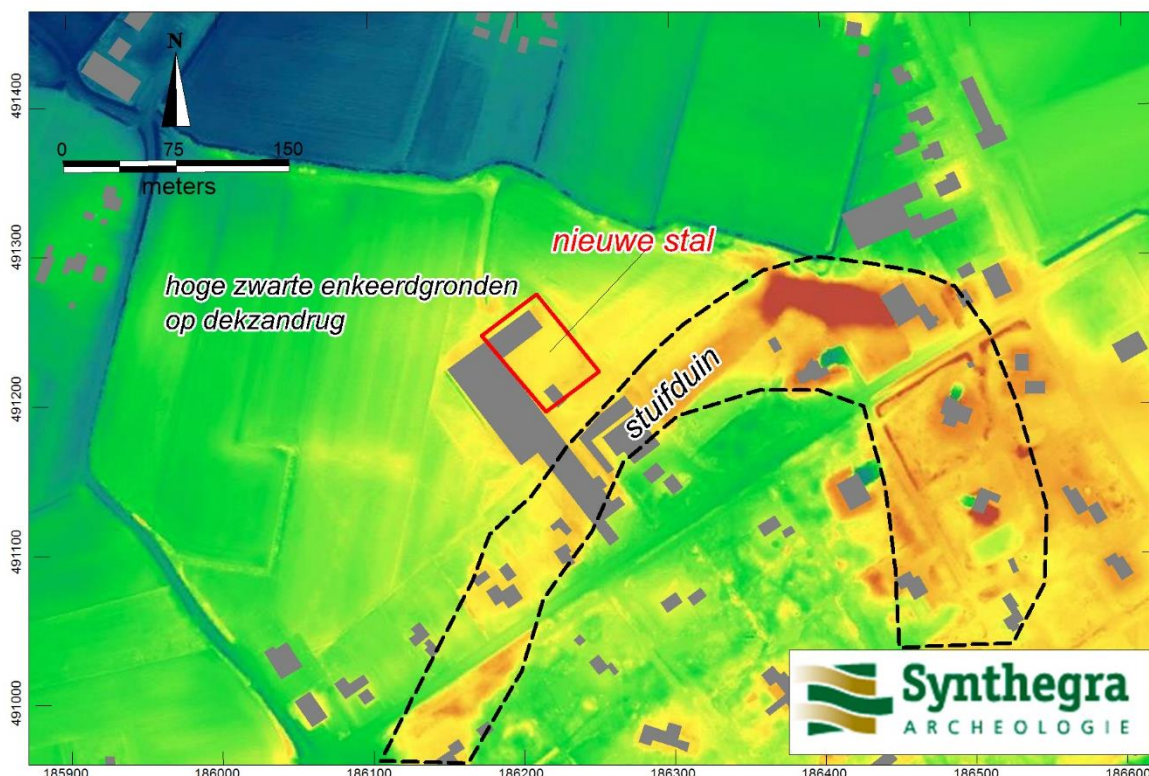 N
0 75 150
meters
nieuwe stal
hoge zwarte enkeerdgronden
op dekzandrug
stuifduin
491400
491300
491200
491100
491000
185900 186000 186100 186200 186300 186400 186500 186600
Synthegra
ARCHEOLOGIE